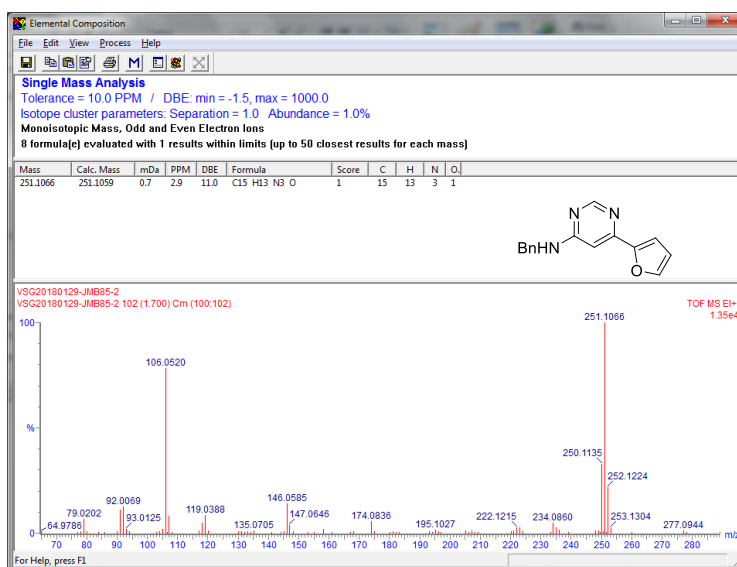 Elemental Composition
File Edit View Process Help
Single Mass Analysis
Tolerance = 10.0 PPM / DBE: min = -1.5, max = 1000.0
Isotope cluster parameters: Separation = 1.0 Abundance = 1.0%
Monoisotopic Mass, Odd and Even Electron Ions
8 formula(e) evaluated with 1 results within limits (up to 50 closest results for each mass)
Mass Calc. Mass mDa PPM DBE Formula Score C H N O.
251.1066 251.1059 0.7 2.9 11.0 C15 H13 N3 O 1 15 13 3 1
N N
BnHN
O
VSG20180129-JMB85-2
VSG20180129-JMB85-2 102 (1.700) Cm (100:102) TOF MS EI+
1.35e4
100
251.1066
106.0520
%
250.1135
252.1224
92.0069
146.0585
79.0202
119.0388
174.0836
64.9786
93.0125
135.0705
147.0646
195.1027
222.1215
234.0860
253.1304
277.0944
0
m/z
70 80 90 100 110 120 130 140 150 160 170 180 190 200 210 220 230 240 250 260 270 280
For Help, press F1